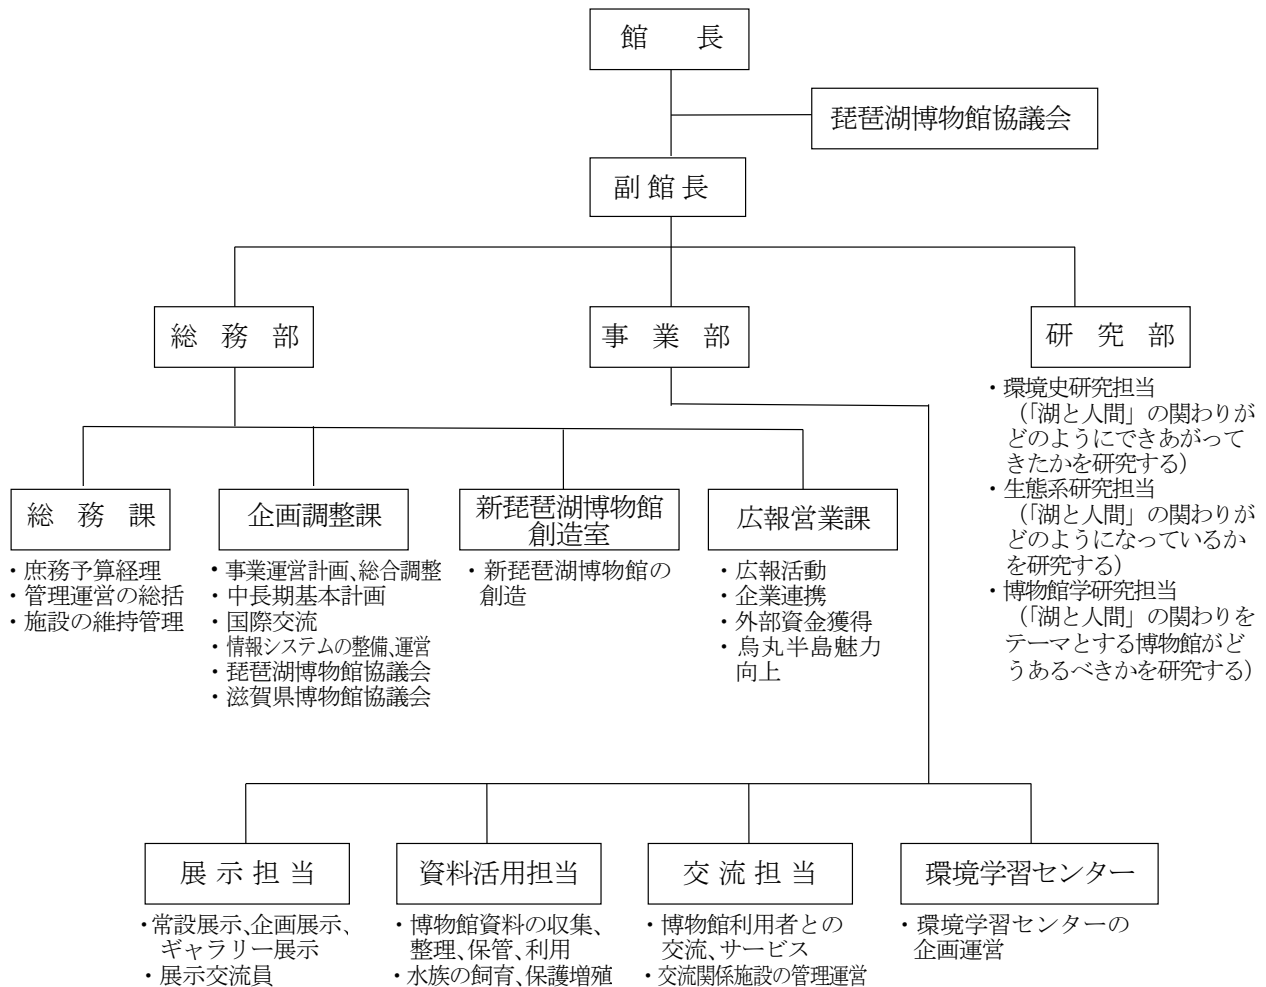 館長
琵琶湖博物館協議会
副館長
総務部
事業部
研究部
・環境史研究担当
（「湖と人間」の関わりが
どのようにできあがって
きたかを研究する）
・生態系研究担当
（「湖と人間」の関わりが
どのようになっているか
を研究する）
・博物館学研究担当
（「湖と人間」の関わりを
テーマとする博物館がど
うあるべきかを研究する）
総務課
・庶務予算経理
・管理運営の総括
・施設の維持管理
企画調整課
・事業運営計画、総合調整
・中長期基本計画
・国際交流
・情報システムの整備、運営
・琵琶湖博物館協議会
・滋賀県博物館協議会
新琵琶湖博物館
創造室
・新琵琶湖博物館の
創造
広報営業課
・広報活動
・企業連携
・外部資金獲得
・烏丸半島魅力
向上
展示担当
・常設展示、企画展示、
ギャラリー展示
・展示交流員
資料活用担当
・博物館資料の収集、
整理、保管、利用
・水族の飼育、保護増殖
交流担当
・博物館利用者との
交流、サービス
・交流関係施設の管理運営
環境学習センター
・環境学習センターの
企画運営